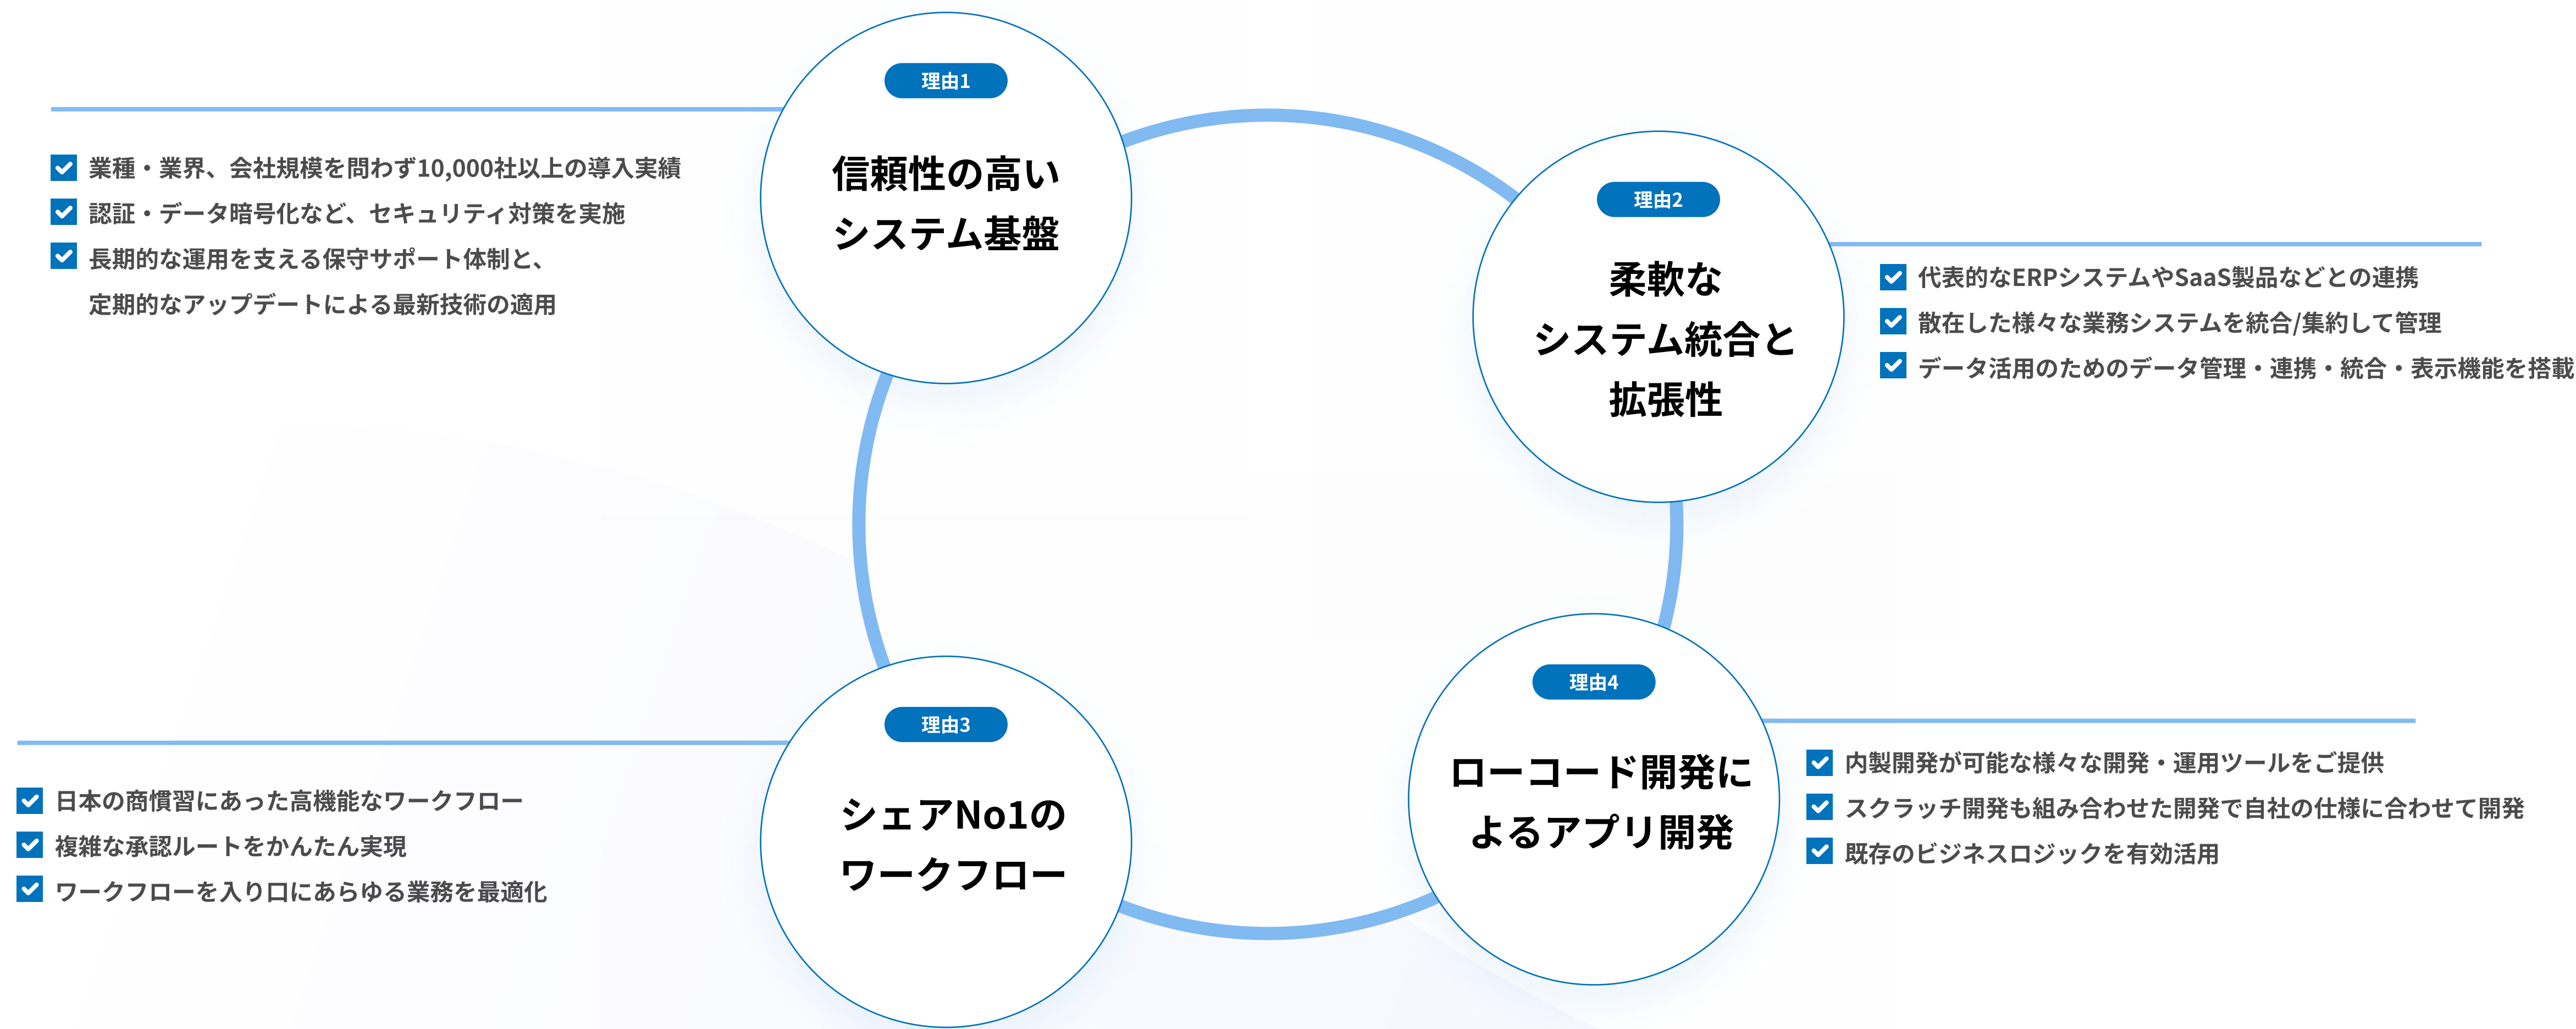 理由1
信頼性の高い
システム基盤
業種・業界、会社規模を問わず10,000社以上の導入実績
認証・データ暗号化など、セキュリティ対策を実施
長期的な運用を支える保守サポート体制と、
定期的なアップデートによる最新技術の適用
理由2
柔軟な
システム統合と
拡張性
代表的なERPシステムやSaaS製品などとの連携
散在した様々な業務システムを統合/集約して管理
データ活用のためのデータ管理・連携・統合・表示機能を搭載
理由3
シェアNo1の
ワークフロー
日本の商慣習にあった高機能なワークフロー
複雑な承認ルートをかんたん実現
ワークフローを入り口にあらゆる業務を最適化
理由4
ローコード開発に
よるアプリ開発
内製開発が可能な様々な開発・運用ツールをご提供
スクラッチ開発も組み合わせた開発で自社の仕様に合わせて開発
既存のビジネスロジックを有効活用